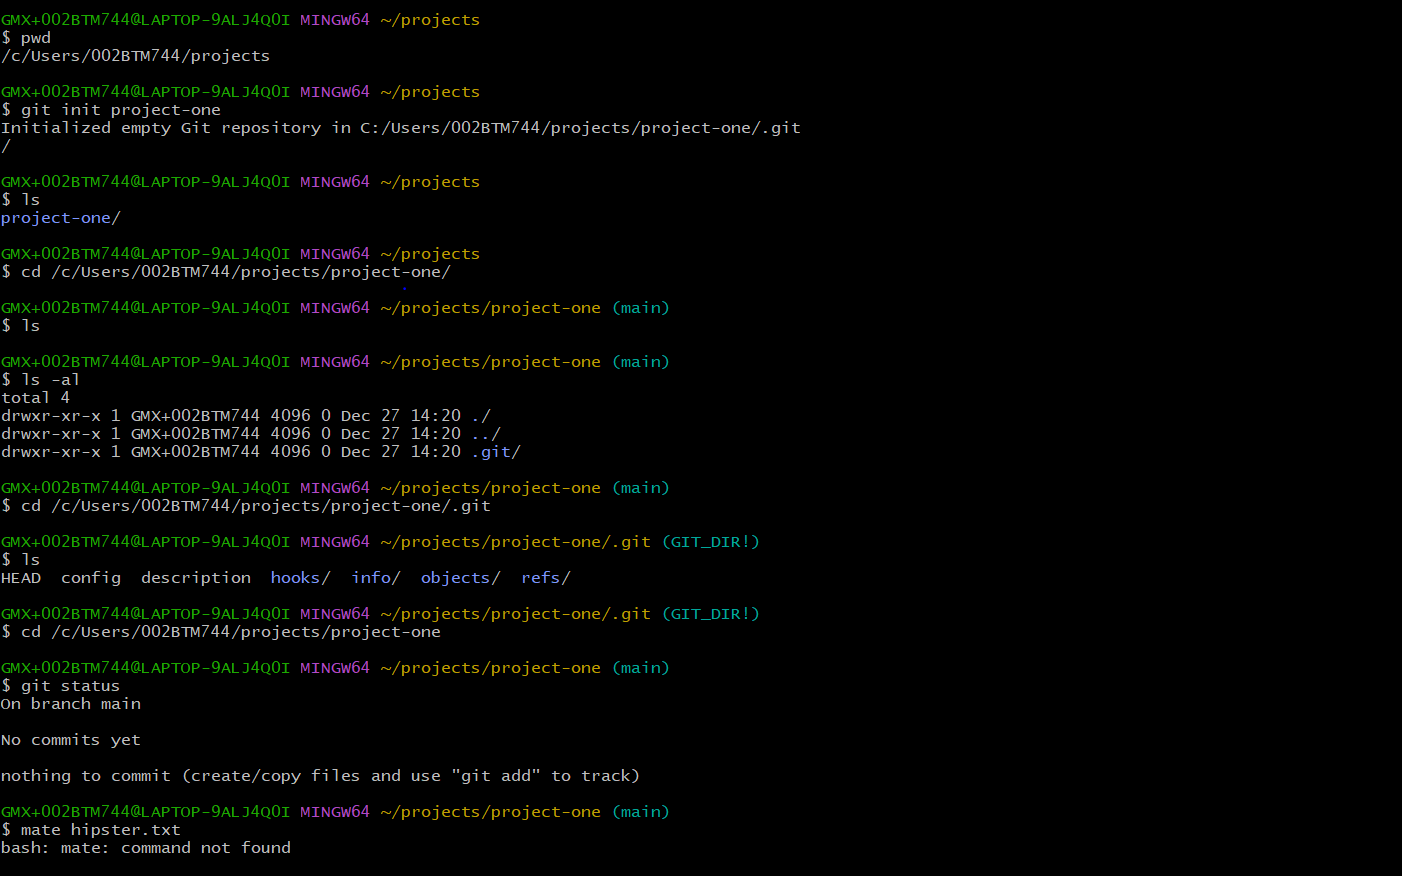 GMX+002BTM744@LAPTOP-9ALJ4Q0I MINGW64 ~/projects
$ pwd
/c/Users/002BTM744/projects
GMX+002BTM744@LAPTOP-9ALJ4Q0I MINGW64 ~/projects
$ git init project-one
Initialized empty Git repository in C:/Users/002BTM744/projects/project-one/.git
/
GMX+002BTM744@LAPTOP-9ALJ4Q0I MINGW64 ~/projects
$ ls
project-one/
GMX+002BTM744@LAPTOP-9ALJ4Q0I MINGW64 ~/projects
$ cd /c/Users/002BTM744/projects/project-one/
GMX+002BTM744@LAPTOP-9ALJ4Q0I MINGW64 ~/projects/project-one (main)
$ ls
GMX+002BTM744@LAPTOP-9ALJ4Q0I MINGW64 ~/projects/project-one (main)
$ ls -al
total 4
drwxr-xr-x 1 GMX+002BTM744 4096 0 Dec 27 14:20 ./
drwxr-xr-x 1 GMX+002BTM744 4096 0 Dec 27 14:20 ../
drwxr-xr-x 1 GMX+002BTM744 4096 0 Dec 27 14:20 .git/
GMX+002BTM744@LAPTOP-9ALJ4Q0I MINGW64 ~/projects/project-one (main)
$ cd /c/Users/002BTM744/projects/project-one/.git
GMX+002BTM744@LAPTOP-9ALJ4Q0I MINGW64 ~/projects/project-one/.git (GIT_DIR!)
$ ls
HEAD  config  description  hooks/  info/  objects/  refs/
GMX+002BTM744@LAPTOP-9ALJ4Q0I MINGW64 ~/projects/project-one/.git (GIT_DIR!)
$ cd /c/Users/002BTM744/projects/project-one
GMX+002BTM744@LAPTOP-9ALJ4Q0I MINGW64 ~/projects/project-one (main)
$ git status
On branch main
No commits yet
nothing to commit (create/copy files and use "git add" to track)
GMX+002BTM744@LAPTOP-9ALJ4Q0I MINGW64 ~/projects/project-one (main)
$ mate hipster.txt
bash: mate: command not found